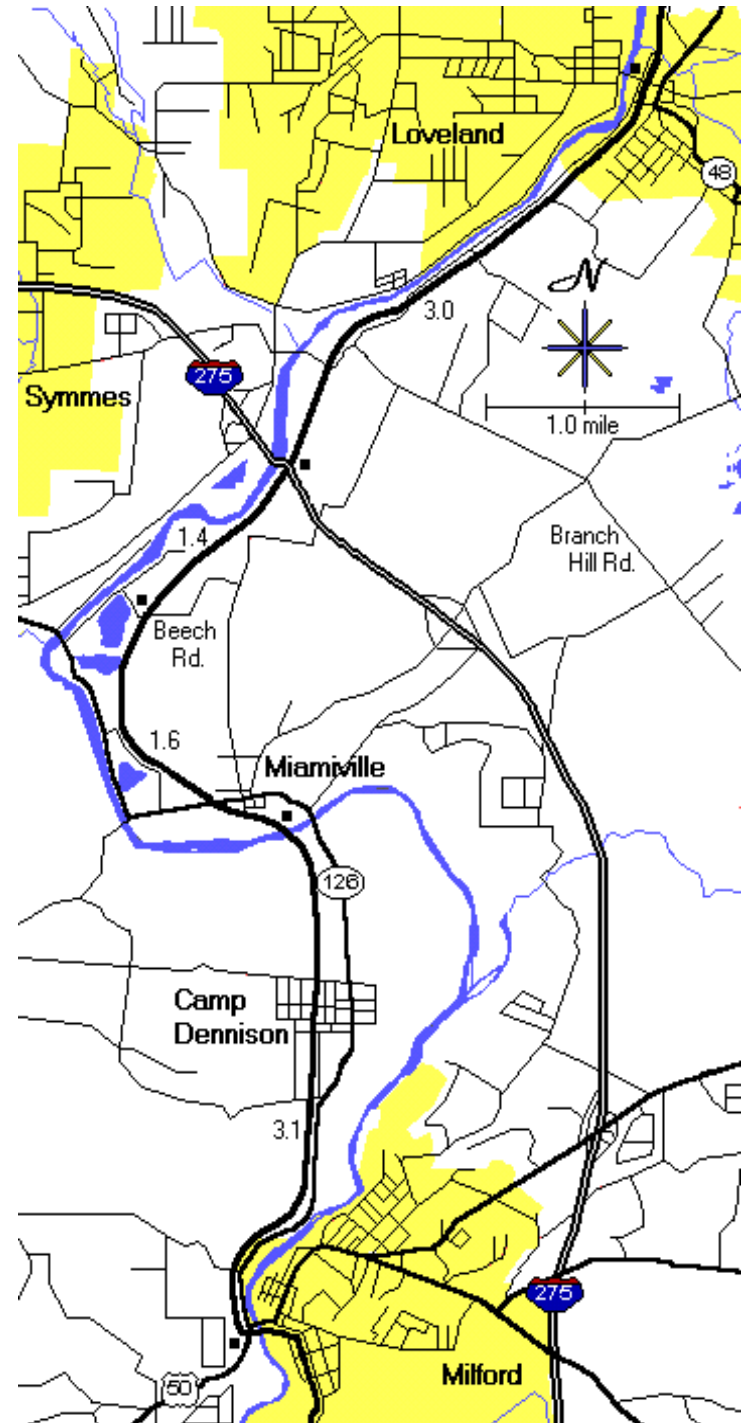 Loveland
48
N
3.0
275
Symmes
1.0 mile
1.4
Branch
Hill Rd.
Beech
Rd.
1.6
Miamiville
126
Camp
Dennison
3.1
275
Milford
50